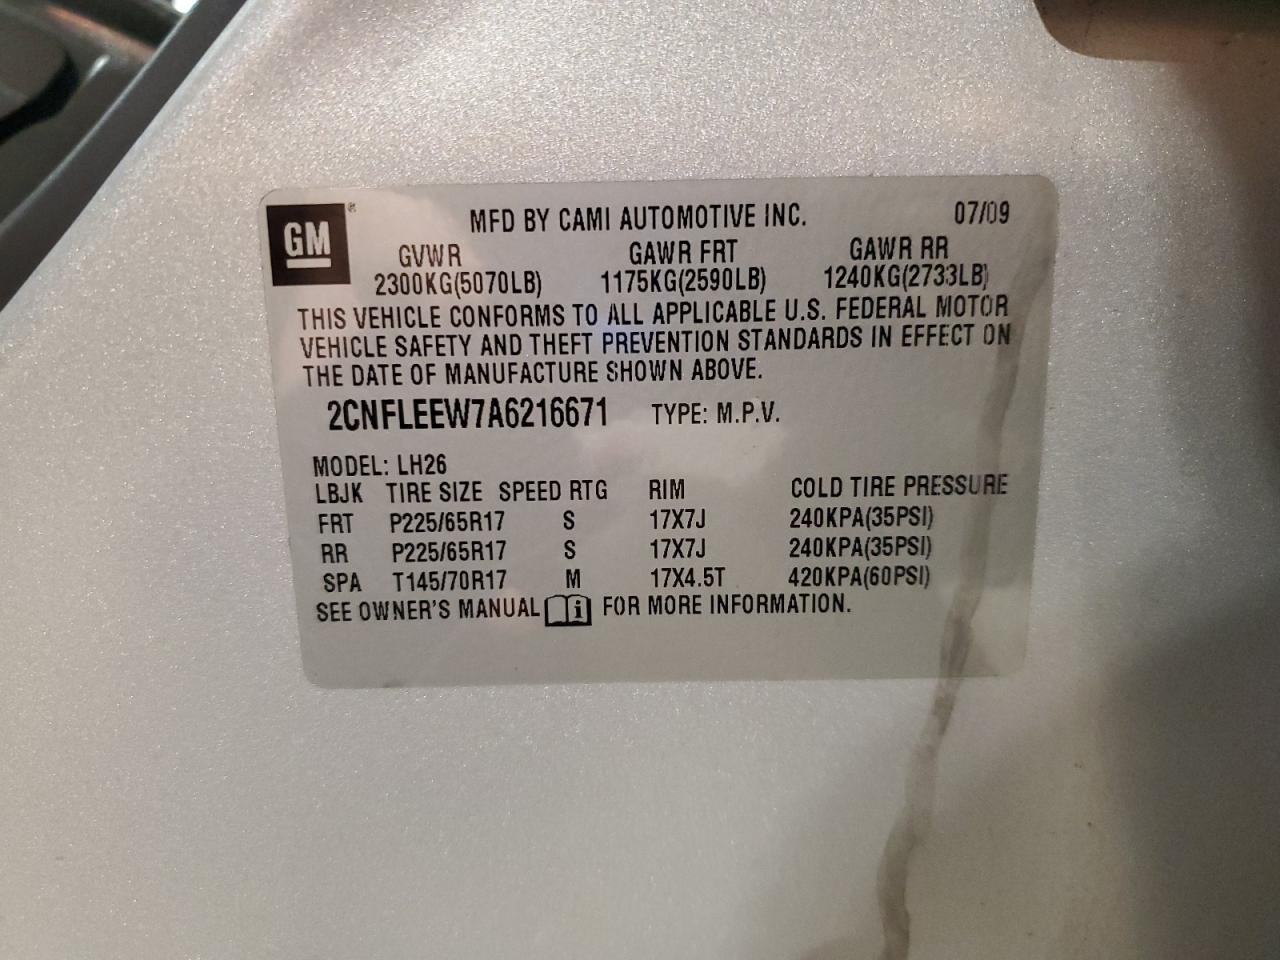 GM® MFD BY CAMI AUTOMOTIVE INC. 07/09
GVWR GAWR FRT GAWR RR
2300KG(5070LB) 1175KG(2590LB) 1240KG(2733LB)
THIS VEHICLE CONFORMS TO ALL APPLICABLE U.S. FEDERAL MOTOR
VEHICLE SAFETY AND THEFT PREVENTION STANDARDS IN EFFECT ON
THE DATE OF MANUFACTURE SHOWN ABOVE.
2CNFLEEW7A6216671 TYPE: M.P.V.
MODEL: LH26
LBJK TIRE SIZE SPEED RTG RIM COLD TIRE PRESSURE
FRT P225/65R17 S 17X7J 240KPA(35PSI)
RR P225/65R17 S 17X7J 240KPA(35PSI)
SPA T145/70R17 M 17X4.5T 420KPA(60PSI)
SEE OWNER'S MANUAL i FOR MORE INFORMATION.